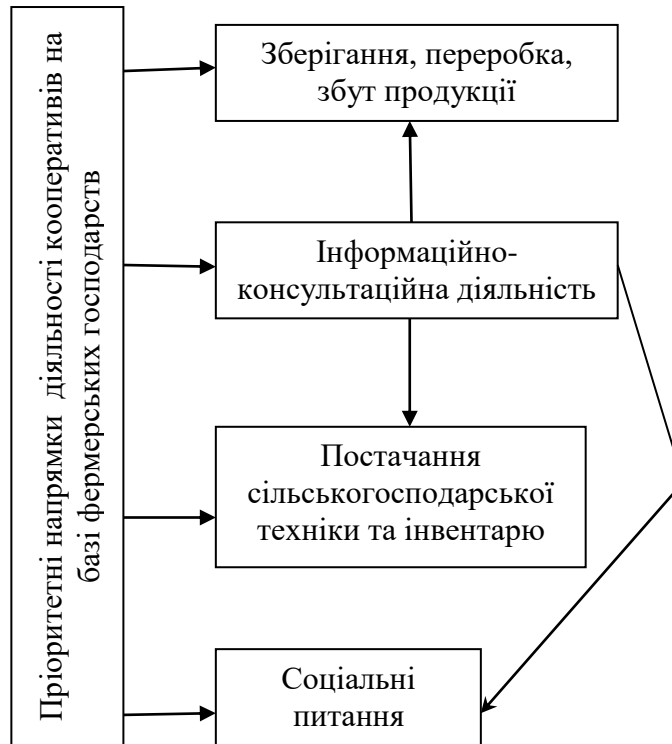 Пріоритетні напрямки діяльності кооперативів на
базі фермерських господарств
Зберігання, переробка,
збут продукції
Інформаційно-
консультаційна діяльність
Постачання
сільськогосподарської
техніки та інвентарю
Соціальні
питання